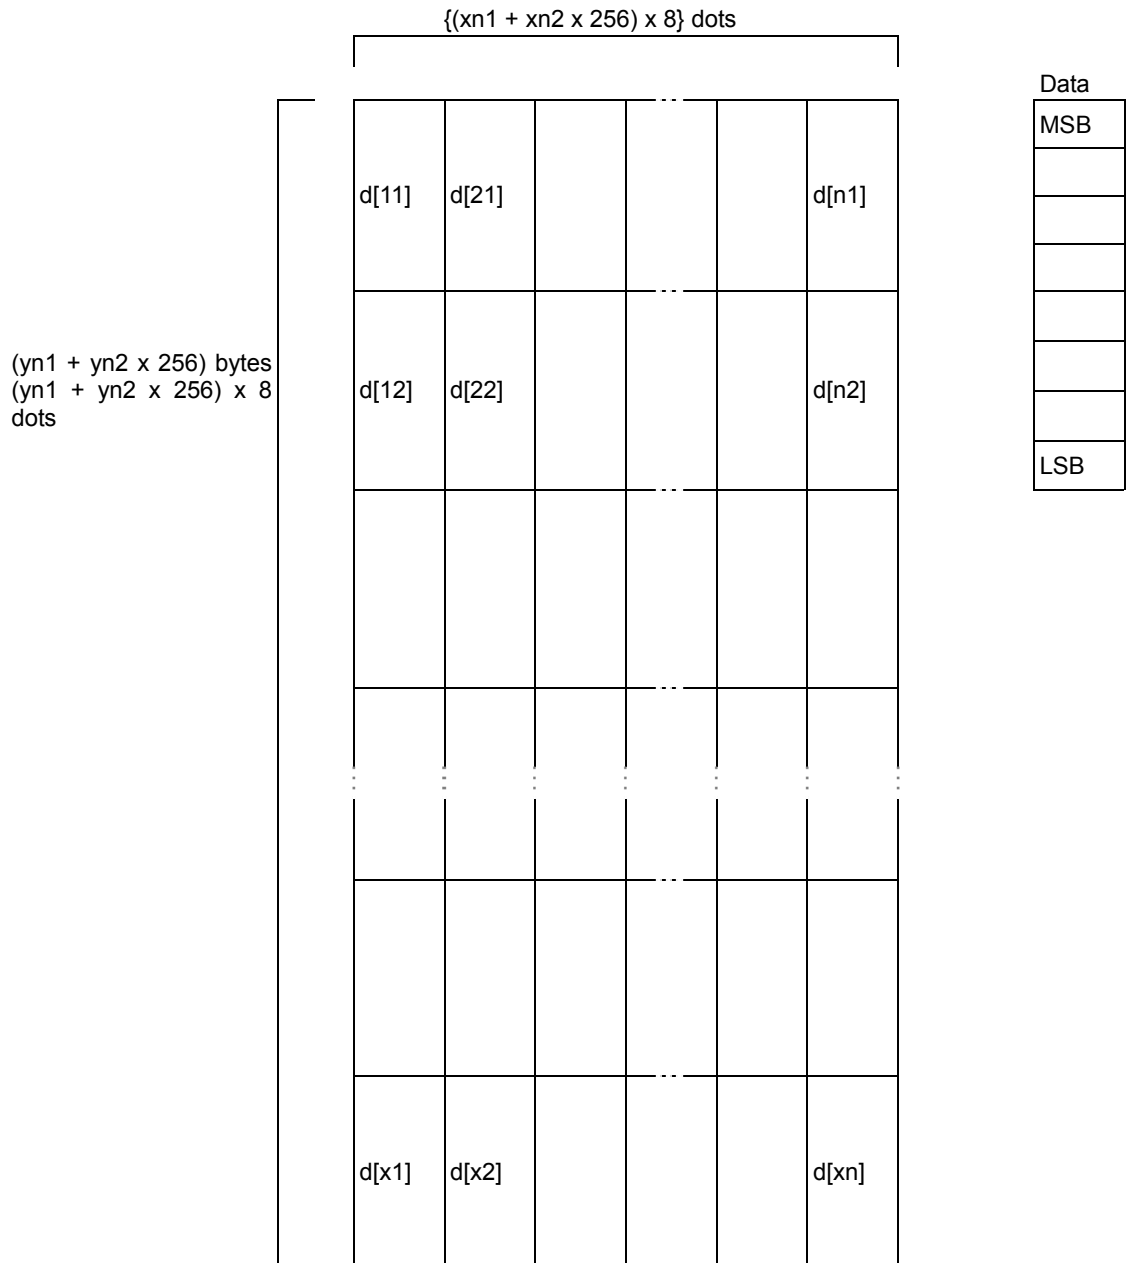 {(xn1 + xn2 x 256) x 8} dots
Data
MSB
d[11] d[21] d[n1]
(yn1 + yn2 x 256) bytes
(yn1 + yn2 x 256) x 8
dots
d[12] d[22] d[n2]
LSB
d[x1] d[x2] d[xn]